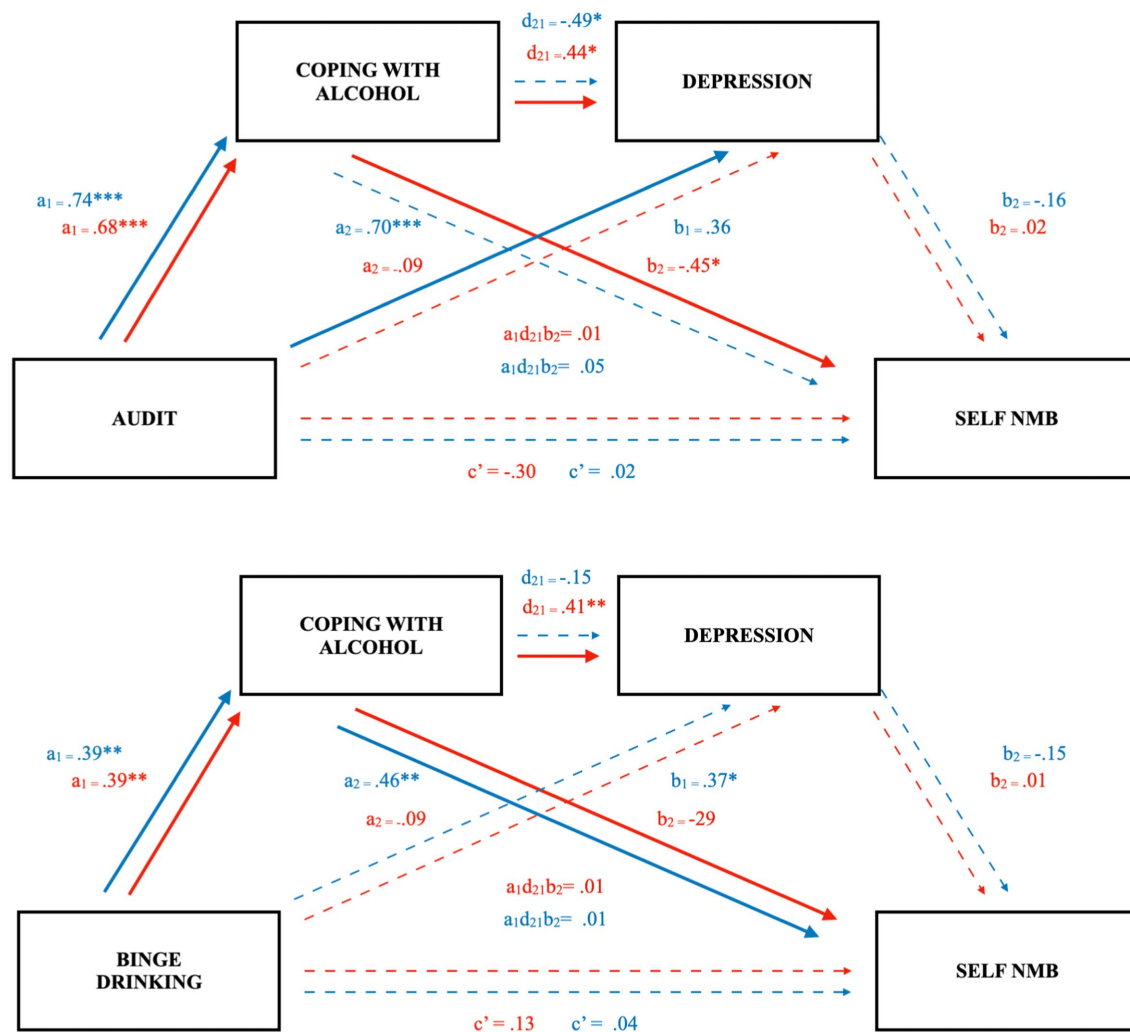 d21 = -.49*
d21 = .44*
COPING WITH
ALCOHOL
DEPRESSION
a1 = .74***
a1 = .68***
a2 = .70***
a2 = -.09
b1 = .36
b2 = -.45*
b2 = -.16
b2 = .02
a1d21b2= .01
a1d21b2= .05
AUDIT
SELF NMB
c’ = -.30 c’ = .02
d21 = -.15
d21 = .41**
COPING WITH
ALCOHOL
DEPRESSION
a1 = .39**
a1 = .39**
a2 = .46**
a2 = -.09
b1 = .37*
b2 = -29
b2 = -.15
b2 = .01
a1d21b2= .01
a1d21b2= .01
BINGE
DRINKING
SELF NMB
c’ = .13 c’ = .04